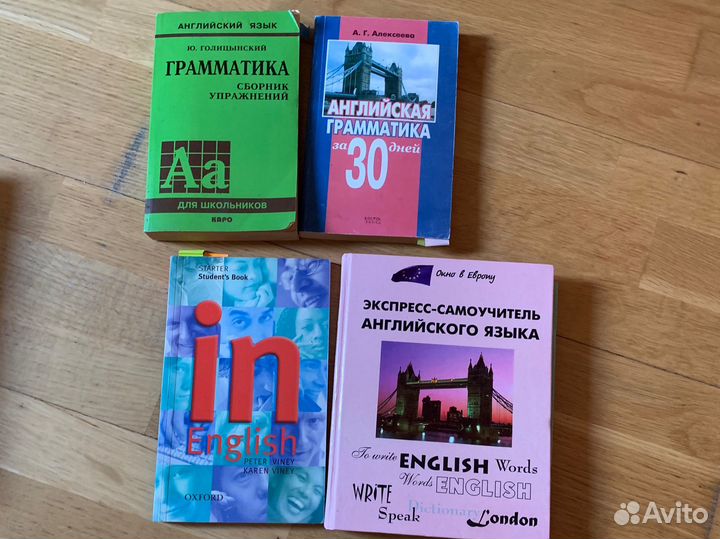 АНГЛИЙСКИЙ ЯЗЫК
Ю. ГОЛИЦЫНСКИЙ
ГРАММАТИКА
СБОРНИК
УПРАЖНЕНИЙ
Аа
ДЛЯ ШКОЛЬНИКОВ
КАРО
А. Г. Алексеева
АНГЛИЙСКАЯ
ГРАММАТИКА
за 30 дней
STARTER
Student's Book
in
English
PETER VINEY
KAREN VINEY
OXFORD
Окно в Европу
ЭКСПРЕСС-САМОУЧИТЕЛЬ
АНГЛИЙСКОГО ЯЗЫКА
To write ENGLISH Words
Words ENGLISH
WRITE Dictionary
Speak London
Avito